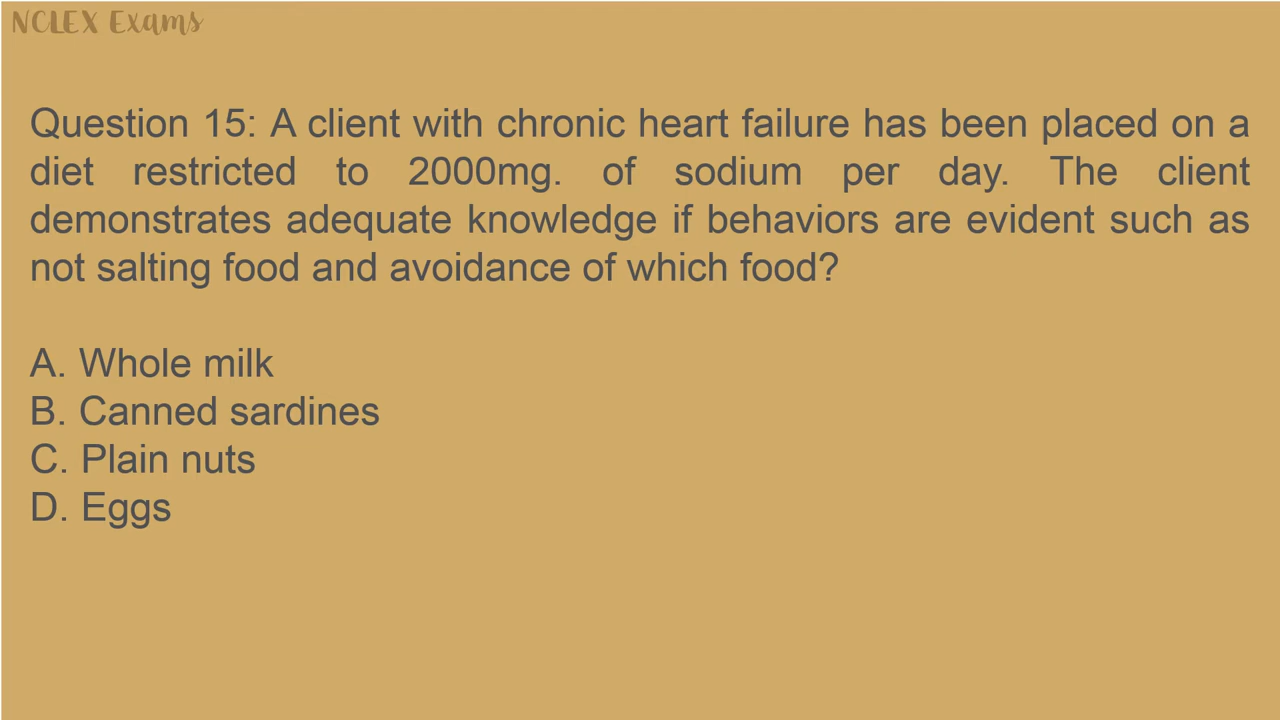 NCLEX Exams
Question 15: A client with chronic heart failure has been placed on a
diet restricted to 2000mg. of sodium per day. The client
demonstrates adequate knowledge if behaviors are evident such as
not salting food and avoidance of which food?
A. Whole milk
B. Canned sardines
C. Plain nuts
D. Eggs